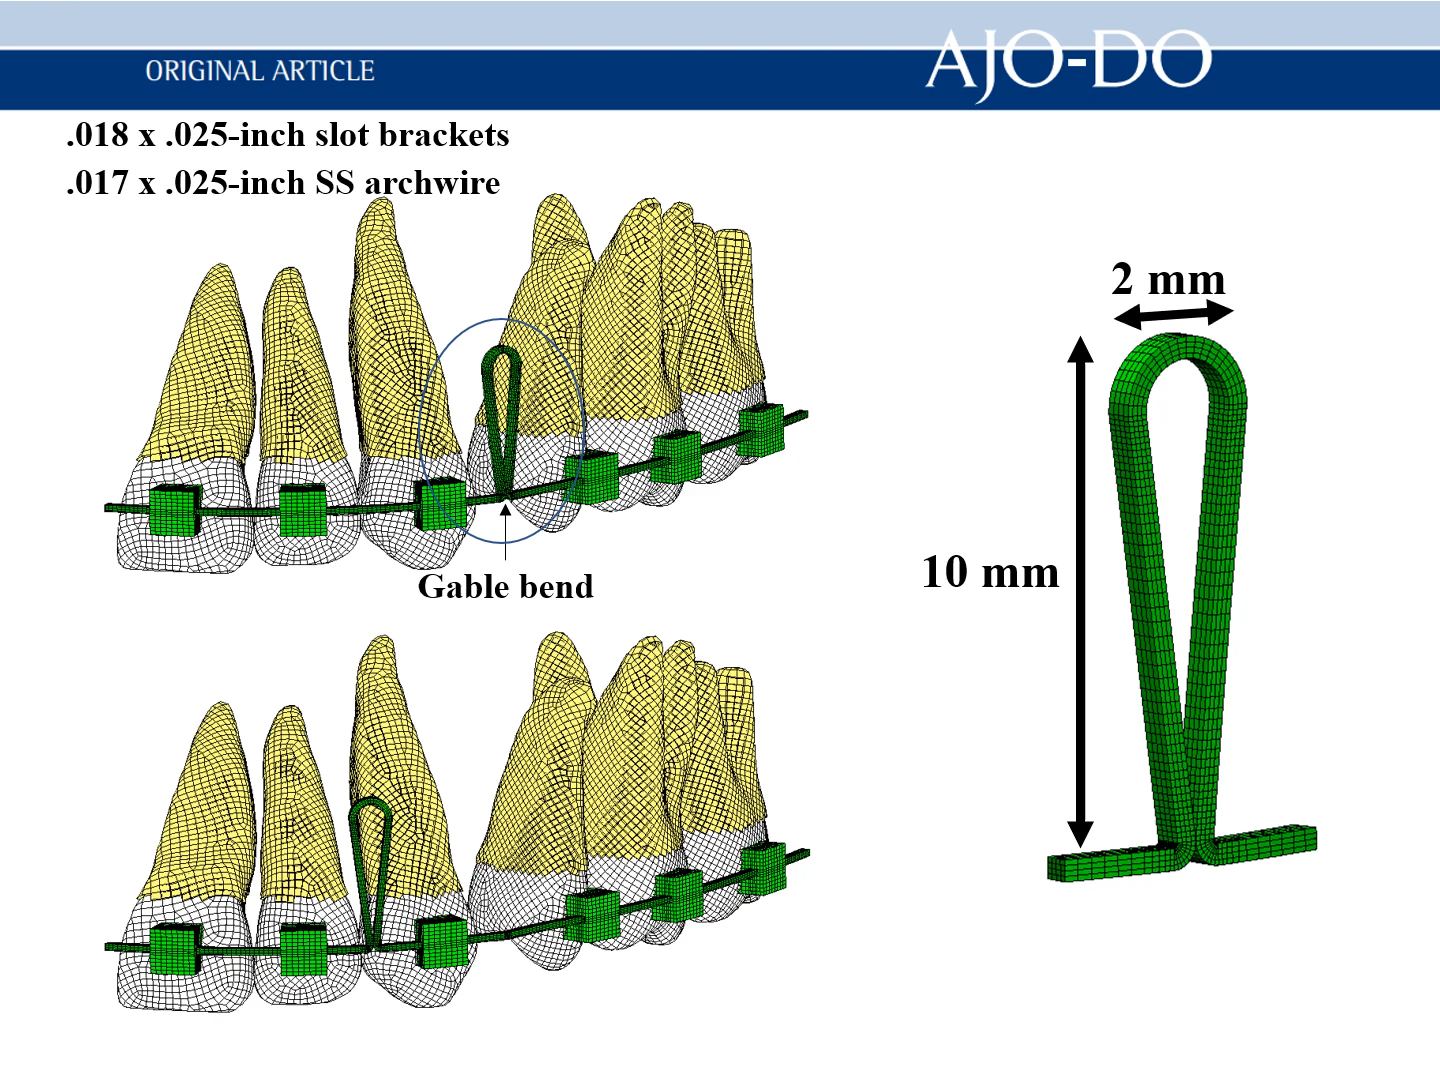 ORIGINAL ARTICLE
AJO-DO
.018 x .025-inch slot brackets
.017 x .025-inch SS archwire
2 mm
10 mm
Gable bend